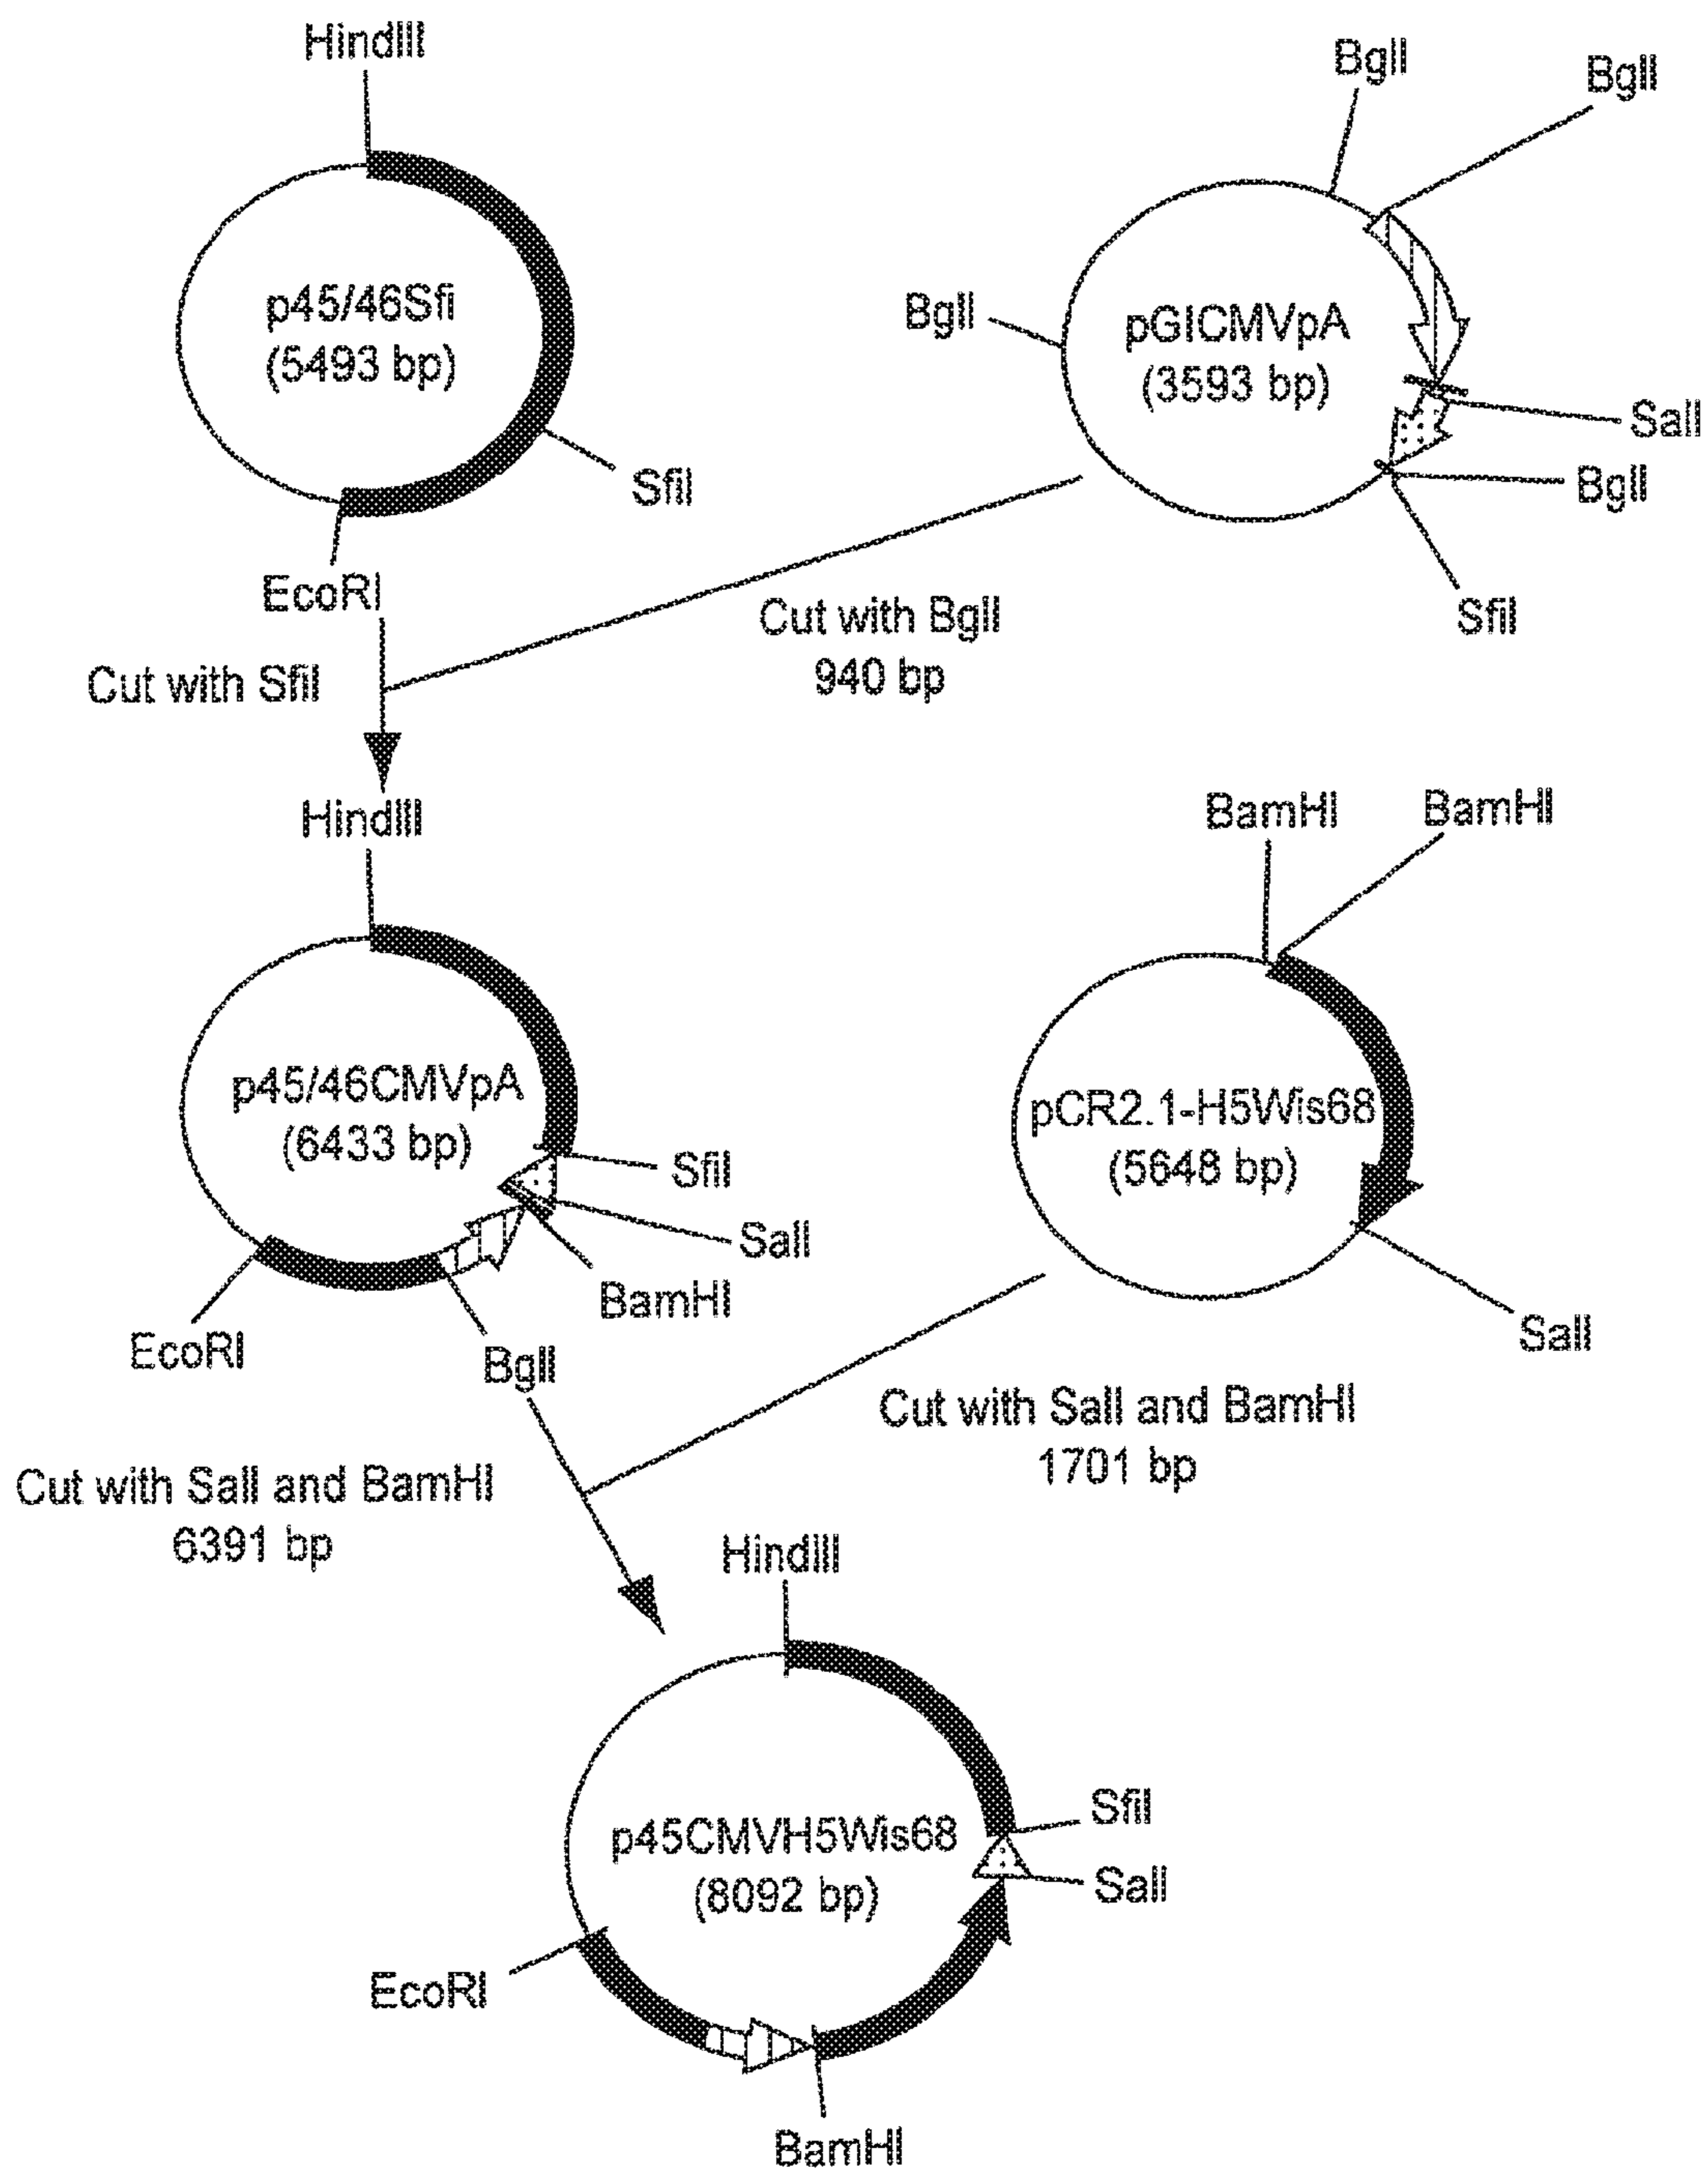 HindIII
p45/46Sfi
(5493 bp)
SfiI
EcoRI
BglI
BglI
BglI
pGICMVpA
(3593 bp)
SalI
BglI
SfiI
Cut with SfiI
Cut with BglI
940 bp
HindIII
p45/46CMVpA
(6433 bp)
SfiI
SalI
BamHI
BglI
EcoRI
BamHI
BamHI
pCR2.1-H5Wis68
(5648 bp)
SalI
Cut with SalI and BamHI
1701 bp
Cut with SalI and BamHI
6391 bp
HindIII
p45CMVH5Wis68
(8092 bp)
SfiI
SalI
EcoRI
BamHI